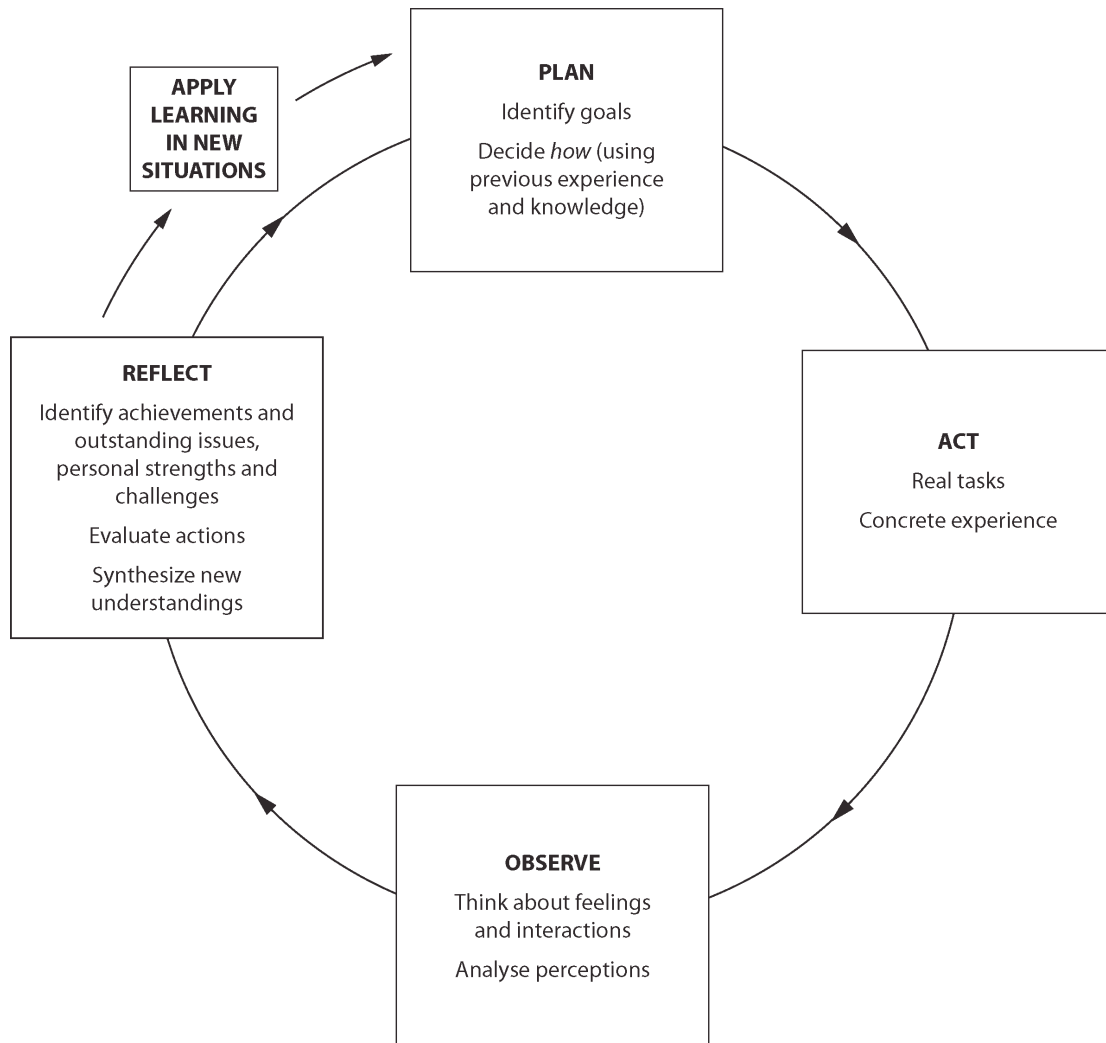 PLAN
Identify goals
Decide how (using
previous experience
and knowledge)
APPLY
LEARNING
IN NEW
SITUATIONS
REFLECT
Identify achievements and
outstanding issues,
personal strengths and
challenges
Evaluate actions
Synthesize new
understandings
ACT
Real tasks
Concrete experience
OBSERVE
Think about feelings
and interactions
Analyse perceptions